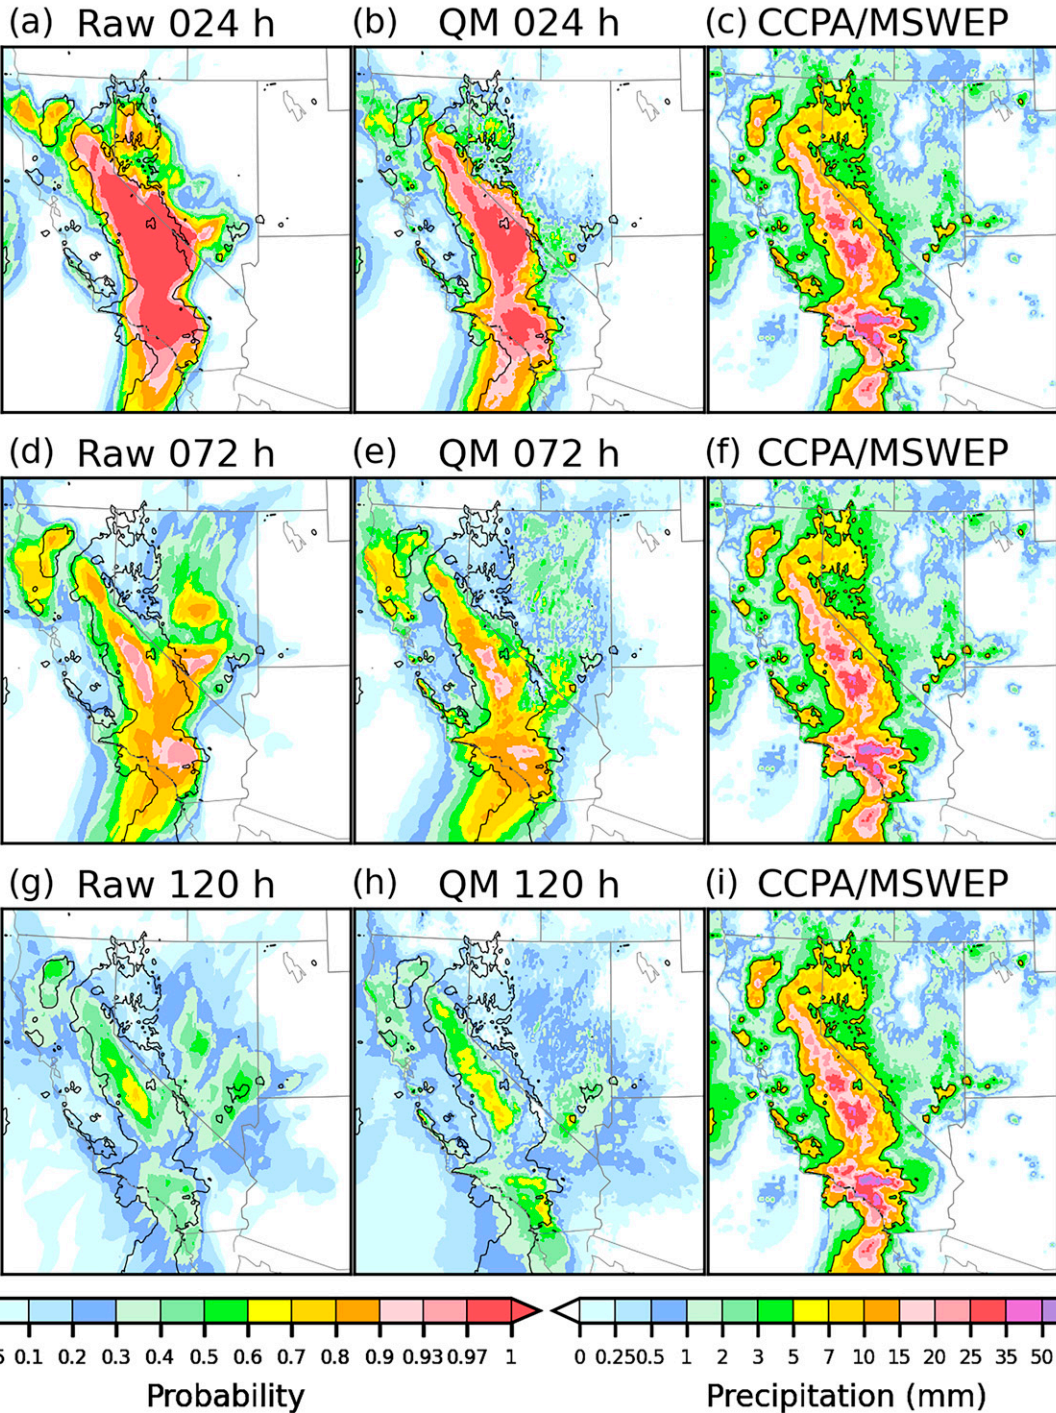 (a) Raw 024 h (b) QM 024 h (c) CCPA/MSWEP
(d) Raw 072 h (e) QM 072 h (f) CCPA/MSWEP
(g) Raw 120 h (h) QM 120 h (i) CCPA/MSWEP
0.1 0.2 0.3 0.4 0.5 0.6 0.7 0.8 0.9 0.93 0.97 1 0 0.25 0.5 1 2 3 5 7 10 15 20 25 35 50
Probability Precipitation (mm)